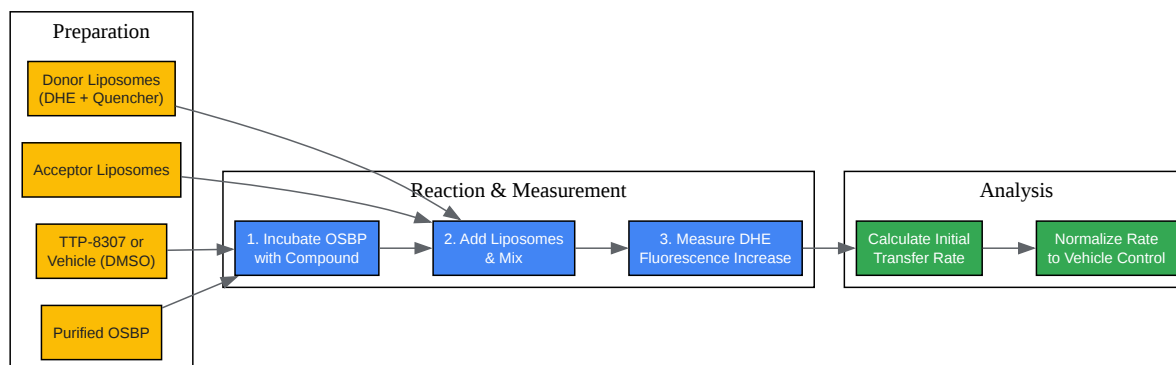 Preparation
Donor Liposomes
(DHE + Quencher)
Acceptor Liposomes
TTP-8307 or
Vehicle (DMSO)
Purified OSBP
Reaction & Measurement
1. Incubate OSBP
with Compound
2. Add Liposomes
& Mix
3. Measure DHE
Fluorescence Increase
Analysis
Calculate Initial
Transfer Rate
Normalize Rate
to Vehicle Control